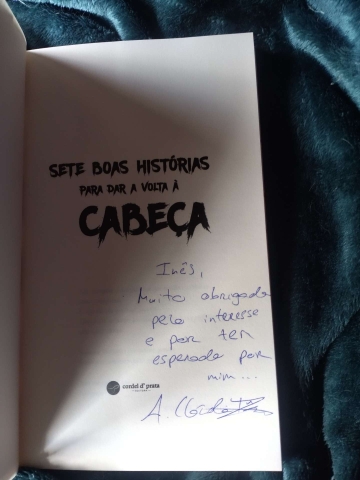 SETE BOAS HISTÓRIAS
PARA DAR A VOLTA À
CABEÇA
Inês,
Muito obrigada
pelo interesse
e por ter
esperado por
mim...
cordel d' prata
A.